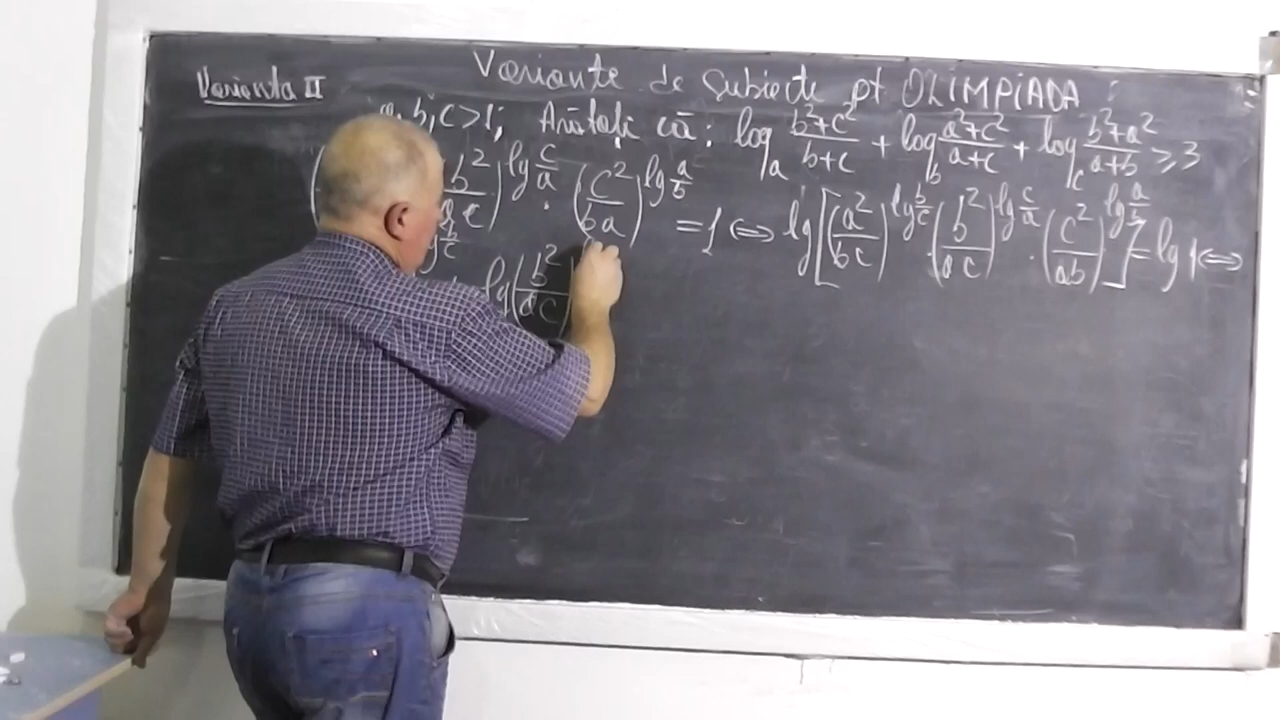 Variante de subiecte pt OLIMPIADA :
Varianta II
a, b, c > 1; Arătați că: log_a (b²+c²)/(b+c) + log_b (a²+c²)/(a+c) + log_c (b²+a²)/(a+b) ≥ 3
( b²/ac )^(lg c/a) · ( c²/ba )^(lg a/b) = 1 ⇔ lg[ (a²/bc)^(lg b/c) · (b²/ac)^(lg c/a) · (c²/ab)^(lg a/b) ] = lg 1 ⇔
b/c lg( b²/ac )